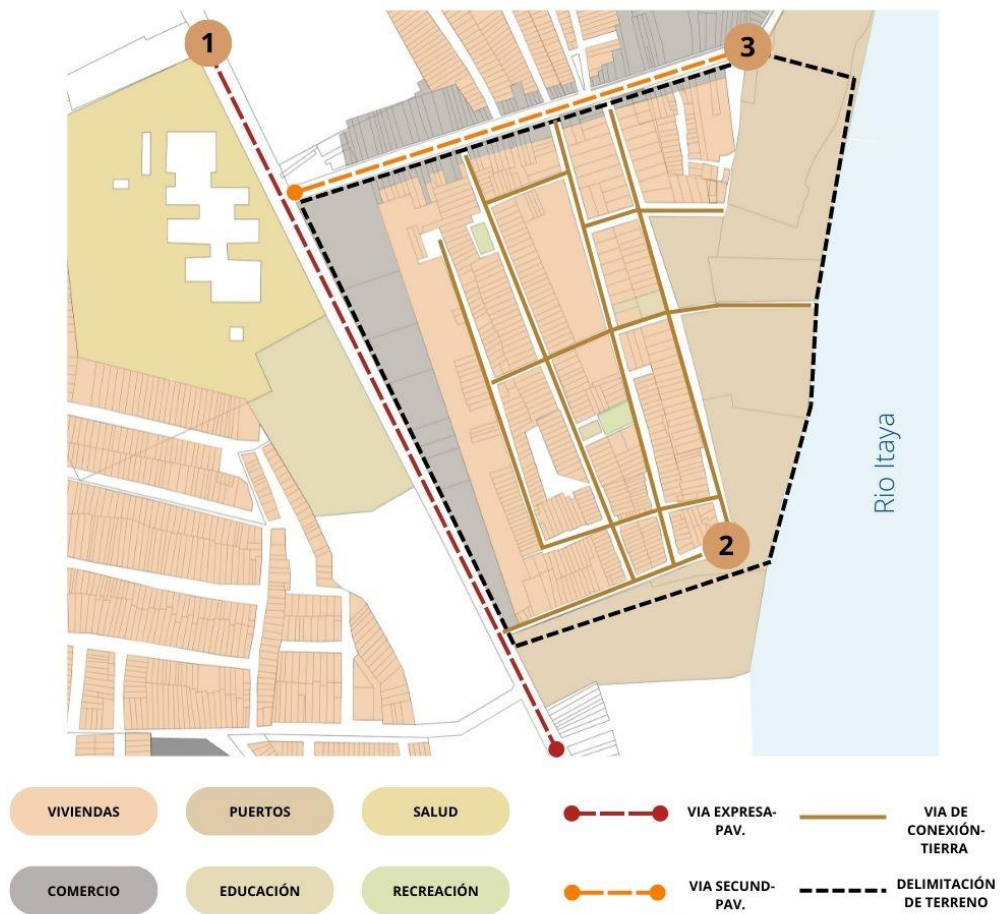 1
3
2
Rio Itaya
VIVIENDAS
PUERTOS
SALUD
VIA EXPRESA-
PAV.
VIA DE
CONEXIÓN-
TIERRA
COMERCIO
EDUCACIÓN
RECREACIÓN
VIA SECUND-
PAV.
DELIMITACIÓN
DE TERRENO